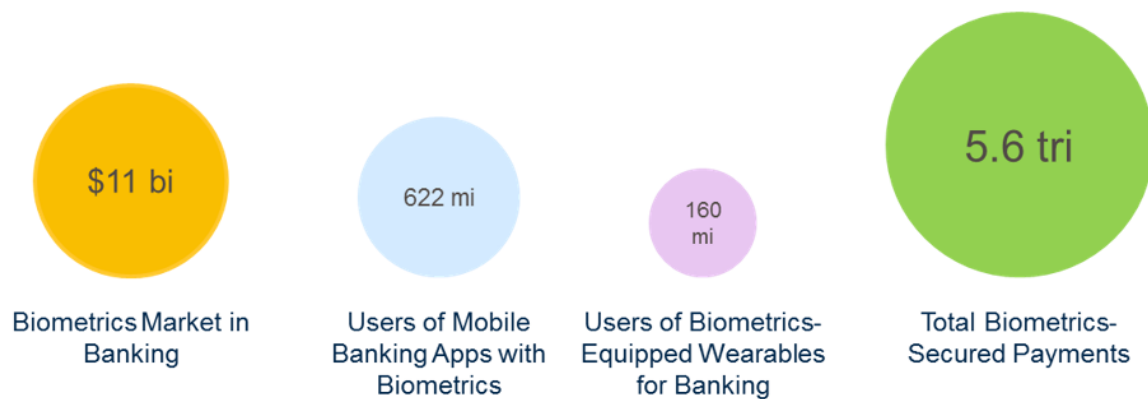 $11 bi
622 mi
160
mi
5.6 tri
Biometrics Market in
Banking
Users of Mobile
Banking Apps with
Biometrics
Users of Biometrics-
Equipped Wearables
for Banking
Total Biometrics-
Secured Payments